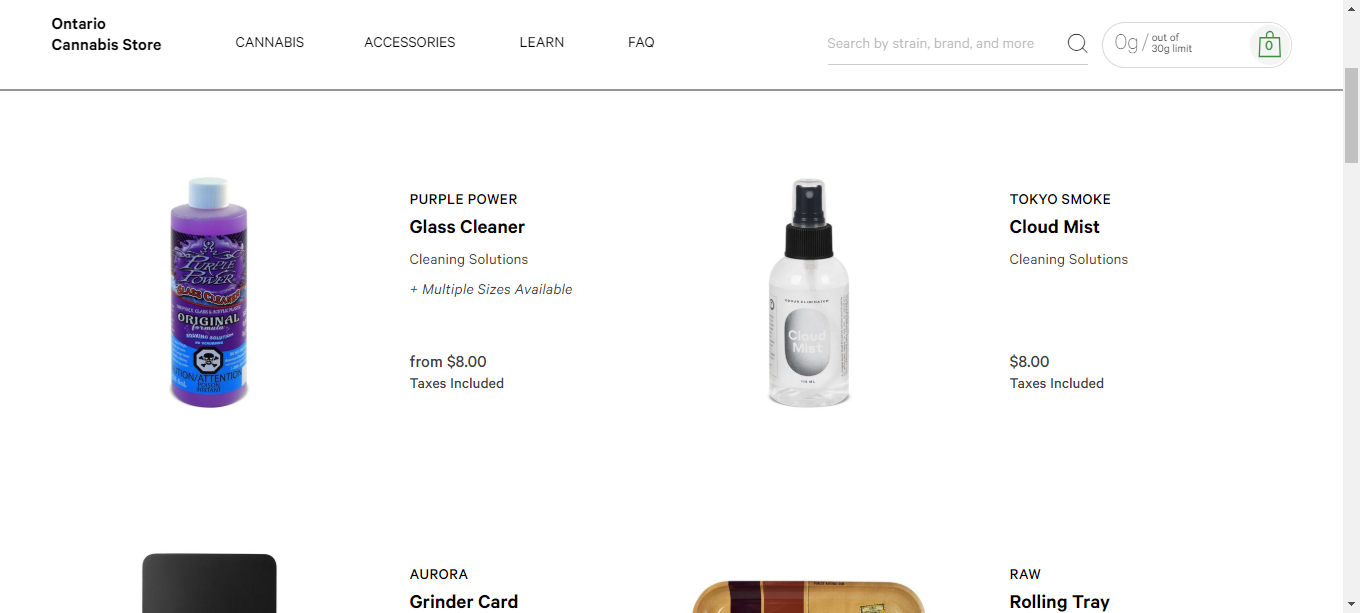 Ontario
Cannabis Store
CANNABIS
ACCESSORIES
LEARN
FAQ
Search by strain, brand, and more
0g/ out of
30g limit
0
PURPLE POWER
Glass Cleaner
Cleaning Solutions
+ Multiple Sizes Available
from $8.00
Taxes Included
PURPLE
POWER
GLASS CLEANER
ORIGINAL
formula
CAUTION/ATTENTION
POISON
TOKYO SMOKE
Cloud Mist
Cleaning Solutions
$8.00
Taxes Included
ODOUR ELIMINATOR
Cloud
Mist
AURORA
Grinder Card
RAW
Rolling Tray